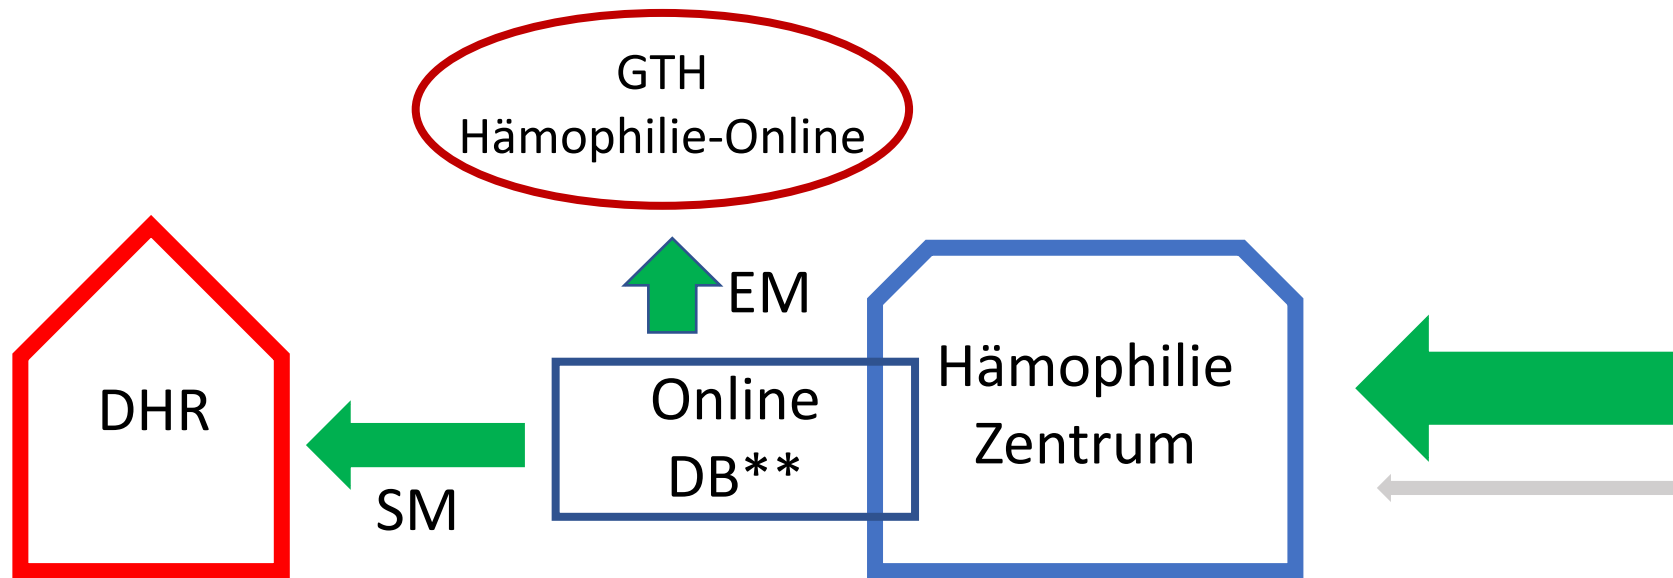 GTH
Hämophilie-Online
EM
DHR
SM
Online
DB**
Hämophilie
Zentrum